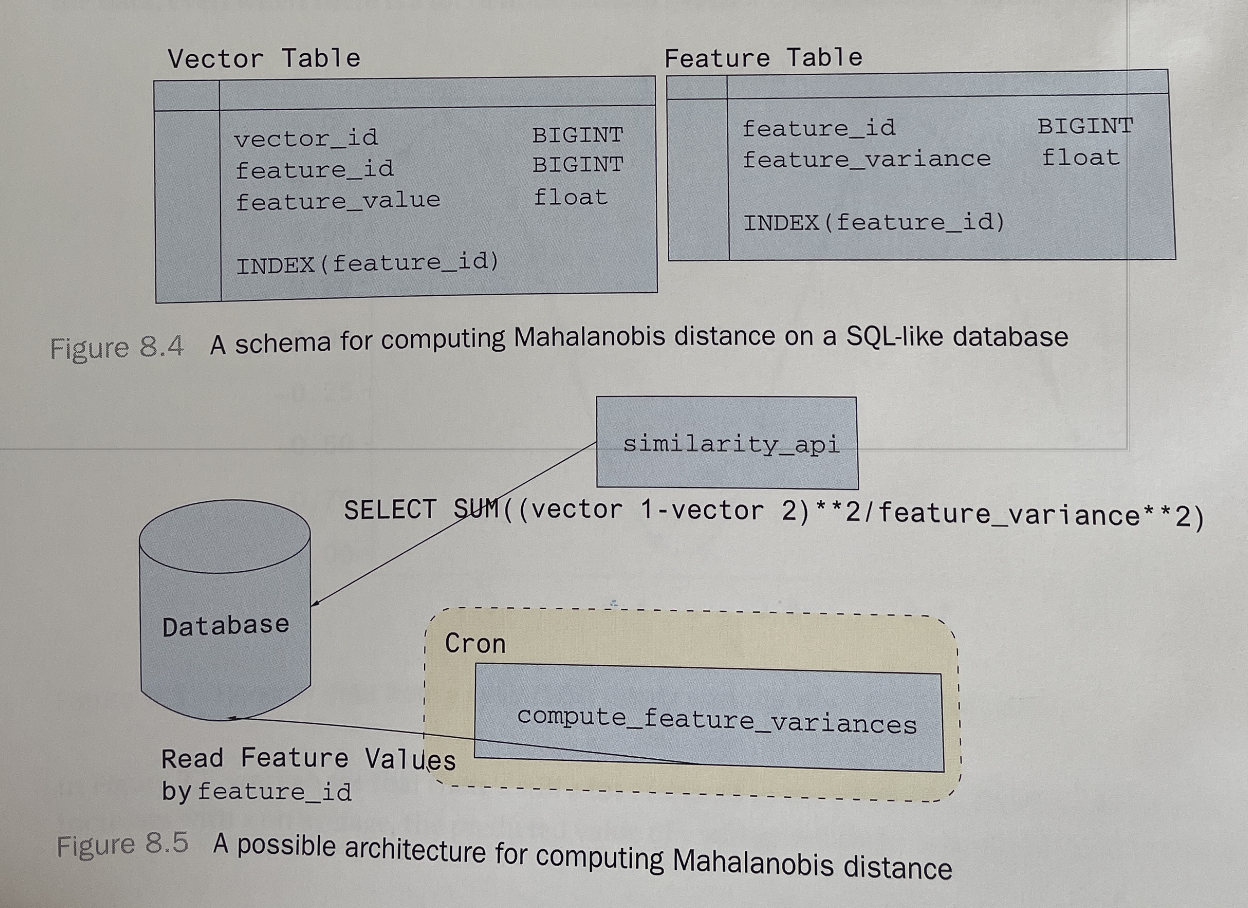 Vector Table
vector_id BIGINT
feature_id BIGINT
feature_value float
INDEX(feature_id)
Feature Table
feature_id BIGINT
feature_variance float
INDEX(feature_id)
Figure 8.4 A schema for computing Mahalanobis distance on a SQL-like database
similarity_api
SELECT SUM((vector 1-vector 2)**2/feature_variance**2)
Database
Cron
compute_feature_variances
Read Feature Values
by feature_id
Figure 8.5 A possible architecture for computing Mahalanobis distance